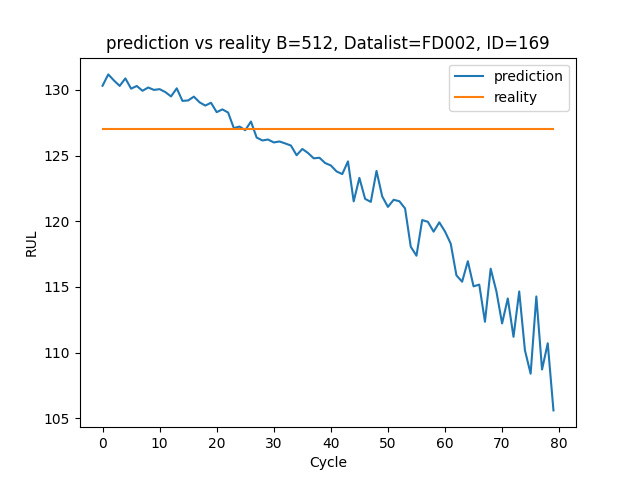 prediction vs reality B=512, Datalist=FD002, ID=169
prediction
reality
RUL
130
125
120
115
110
105
0 10 20 30 40 50 60 70 80
Cycle